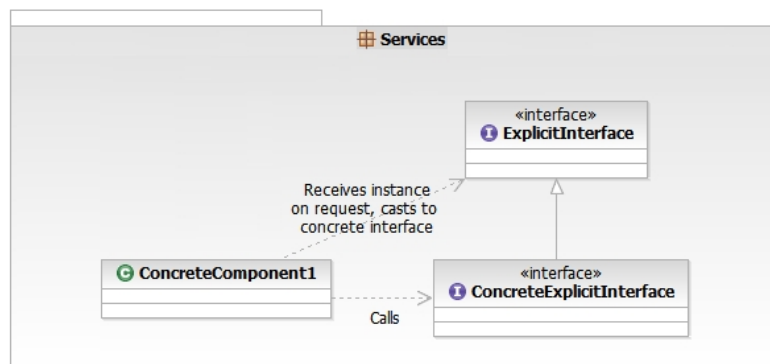 Services
«interface»
I ExplicitInterface
Receives instance
on request, casts to
concrete interface
C ConcreteComponent1
«interface»
I ConcreteExplicitInterface
Calls